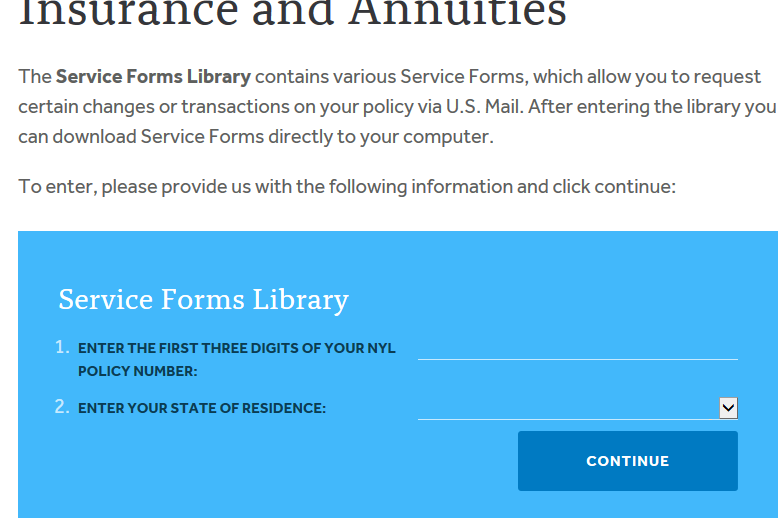 Insurance and Annuities
The Service Forms Library contains various Service Forms, which allow you to request
certain changes or transactions on your policy via U.S. Mail. After entering the library you
can download Service Forms directly to your computer.
To enter, please provide us with the following information and click continue:
Service Forms Library
1. ENTER THE FIRST THREE DIGITS OF YOUR NYL
POLICY NUMBER:
2. ENTER YOUR STATE OF RESIDENCE:
CONTINUE